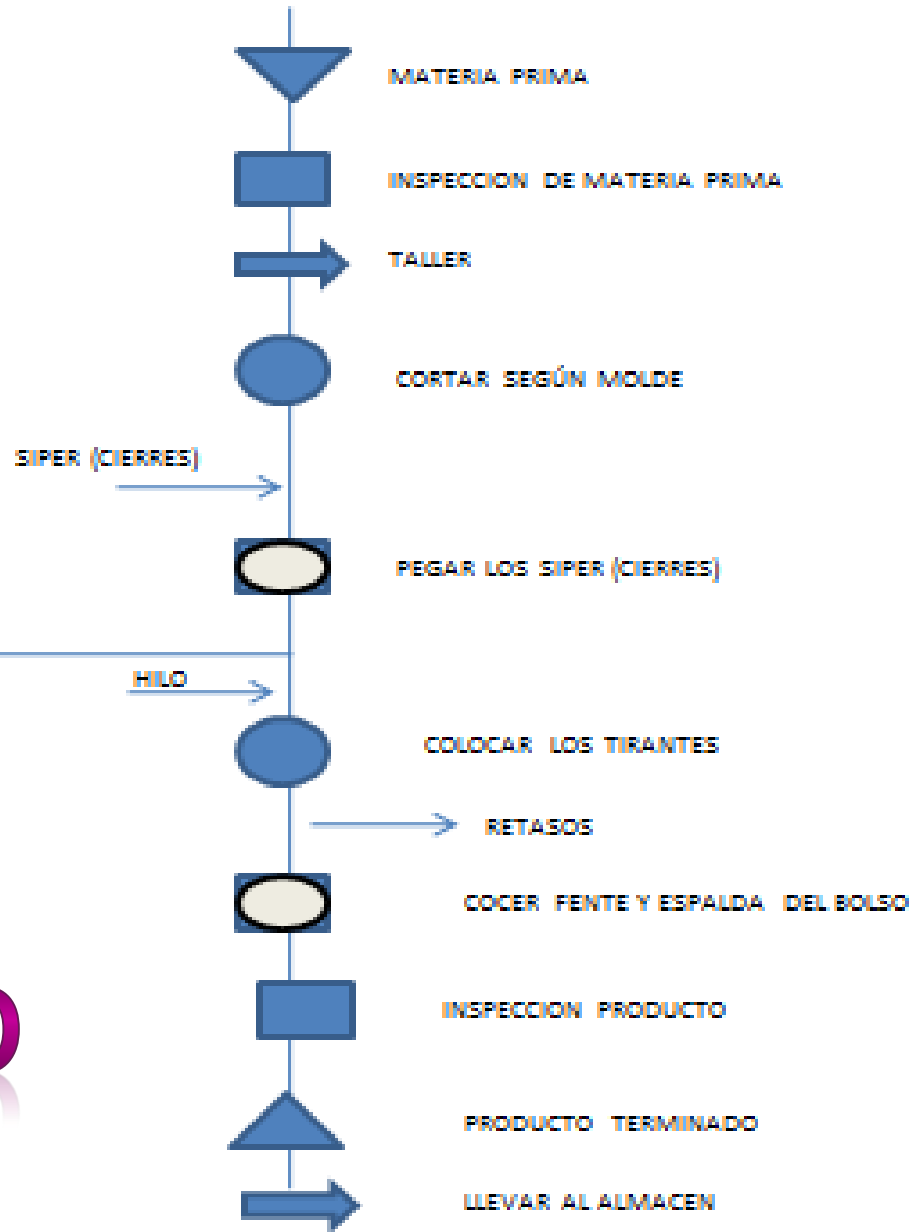 MATERIA PRIMA
INSPECCION DE MATERIA PRIMA
TALLER
CORTAR SEGÚN MOLDE
SIPER (CIERRES)
PEGAR LOS SIPER (CIERRES)
HILO
COLOCAR LOS TIRANTES
RETASOS
COCER FENTE Y ESPALDA DEL BOLSO
INSPECCION PRODUCTO
PRODUCTO TERMINADO
LLEVAR AL ALMACEN